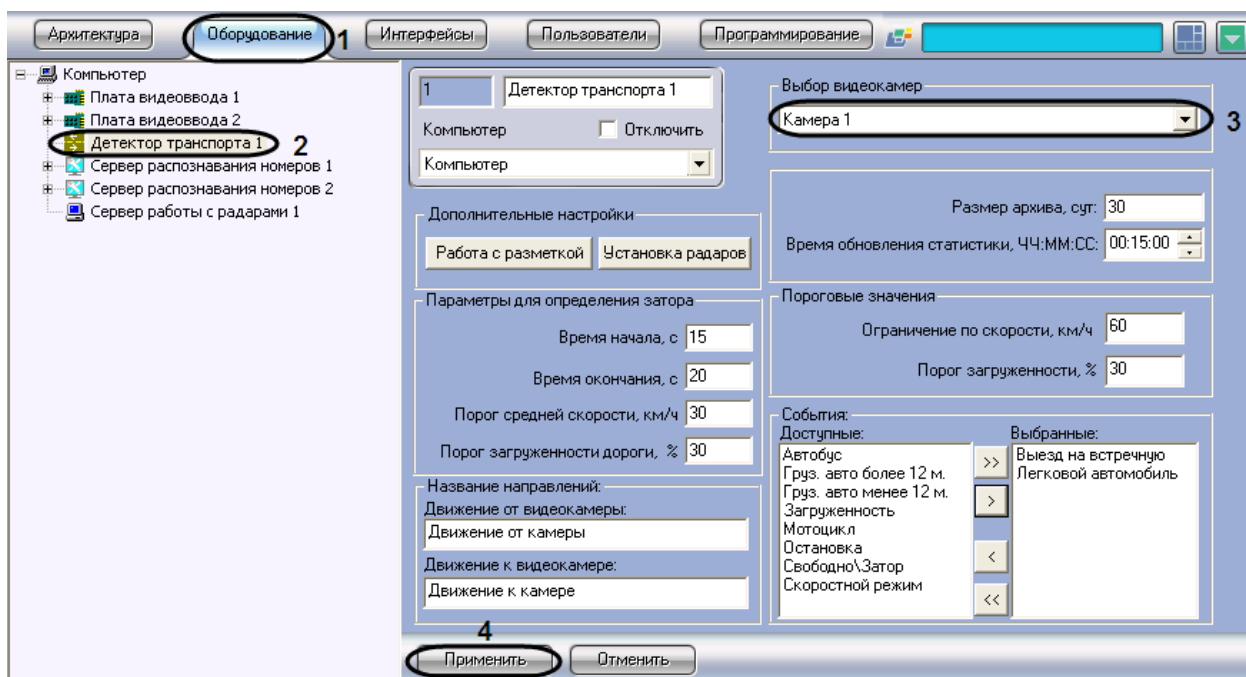 Архитектура Оборудование 1 Интерфейсы Пользователи Программирование
Компьютер
Плата видеоввода 1
Плата видеоввода 2
Детектор транспорта 1 2
Сервер распознавания номеров 1
Сервер распознавания номеров 2
Сервер работы с радарами 1
1 Детектор транспорта 1
Компьютер Отключить
Компьютер
Дополнительные настройки
Работа с разметкой Установка радаров
Параметры для определения затора
Время начала, с 15
Время окончания, с 20
Порог средней скорости, км/ч 30
Порог загруженности дороги, % 30
Название направлений:
Движение от видеокамеры:
Движение от камеры
Движение к видеокамере:
Движение к камере
Выбор видеокамер
Камера 1 3
Размер архива, сут: 30
Время обновления статистики, ЧЧ:ММ:СС: 00:15:00
Пороговые значения
Ограничение по скорости, км/ч 60
Порог загруженности, % 30
События:
Доступные: Выбранные:
Автобус >> Выезд на встречную
Груз. авто более 12 м. Легковой автомобиль
Груз. авто менее 12 м. >
Загруженность
Мотоцикл
Остановка <
Свободно\Затор
Скоростной режим <<
4
Применить Отменить